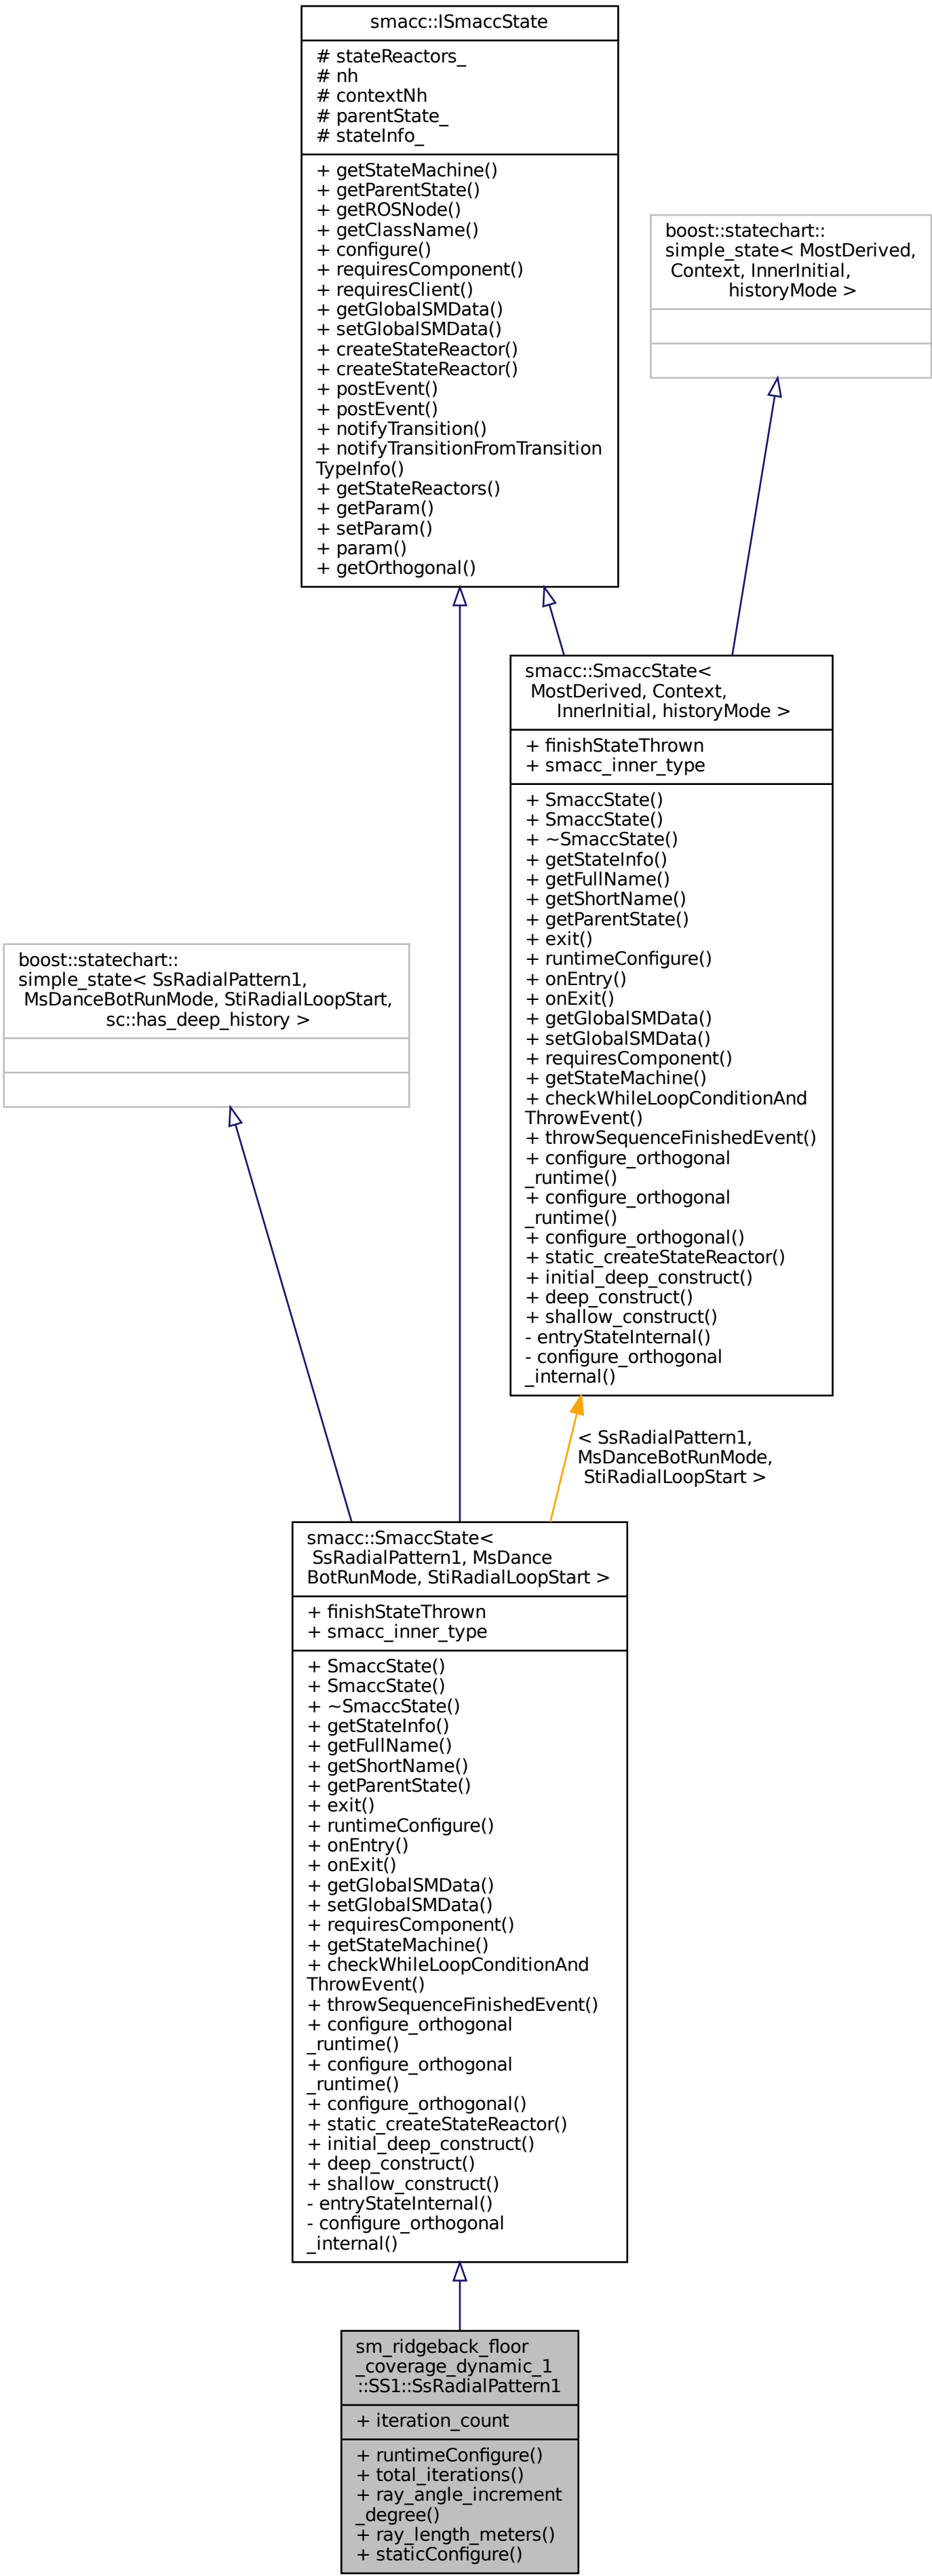 smacc::ISmaccState
# stateReactors_
# nh
# contextNh
# parentState_
# stateInfo_
+ getStateMachine()
+ getParentState()
+ getROSNode()
+ getClassName()
+ configure()
+ requiresComponent()
+ requiresClient()
+ getGlobalSMData()
+ setGlobalSMData()
+ createStateReactor()
+ createStateReactor()
+ postEvent()
+ postEvent()
+ notifyTransition()
+ notifyTransitionFromTransition
TypeInfo()
+ getStateReactors()
+ getParam()
+ setParam()
+ param()
+ getOrthogonal()
boost::statechart::
simple_state< MostDerived,
Context, InnerInitial,
historyMode >
smacc::SmaccState<
MostDerived, Context,
InnerInitial, historyMode >
+ finishStateThrown
+ smacc_inner_type
+ SmaccState()
+ SmaccState()
+ ~SmaccState()
+ getStateInfo()
+ getFullName()
+ getShortName()
+ getParentState()
+ exit()
+ runtimeConfigure()
+ onEntry()
+ onExit()
+ getGlobalSMData()
+ setGlobalSMData()
+ requiresComponent()
+ getStateMachine()
+ checkWhileLoopConditionAnd
ThrowEvent()
+ throwSequenceFinishedEvent()
+ configure_orthogonal
_runtime()
+ configure_orthogonal
_runtime()
+ configure_orthogonal()
+ static_createStateReactor()
+ initial_deep_construct()
+ deep_construct()
+ shallow_construct()
- entryStateInternal()
- configure_orthogonal
_internal()
boost::statechart::
simple_state< SsRadialPattern1,
MsDanceBotRunMode, StiRadialLoopStart,
sc::has_deep_history >
< SsRadialPattern1,
MsDanceBotRunMode,
StiRadialLoopStart >
smacc::SmaccState<
SsRadialPattern1, MsDance
BotRunMode, StiRadialLoopStart >
+ finishStateThrown
+ smacc_inner_type
+ SmaccState()
+ SmaccState()
+ ~SmaccState()
+ getStateInfo()
+ getFullName()
+ getShortName()
+ getParentState()
+ exit()
+ runtimeConfigure()
+ onEntry()
+ onExit()
+ getGlobalSMData()
+ setGlobalSMData()
+ requiresComponent()
+ getStateMachine()
+ checkWhileLoopConditionAnd
ThrowEvent()
+ throwSequenceFinishedEvent()
+ configure_orthogonal
_runtime()
+ configure_orthogonal
_runtime()
+ configure_orthogonal()
+ static_createStateReactor()
+ initial_deep_construct()
+ deep_construct()
+ shallow_construct()
- entryStateInternal()
- configure_orthogonal
_internal()
sm_ridgeback_floor
_coverage_dynamic_1
::SS1::SsRadialPattern1
+ iteration_count
+ runtimeConfigure()
+ total_iterations()
+ ray_angle_increment
_degree()
+ ray_length_meters()
+ staticConfigure()